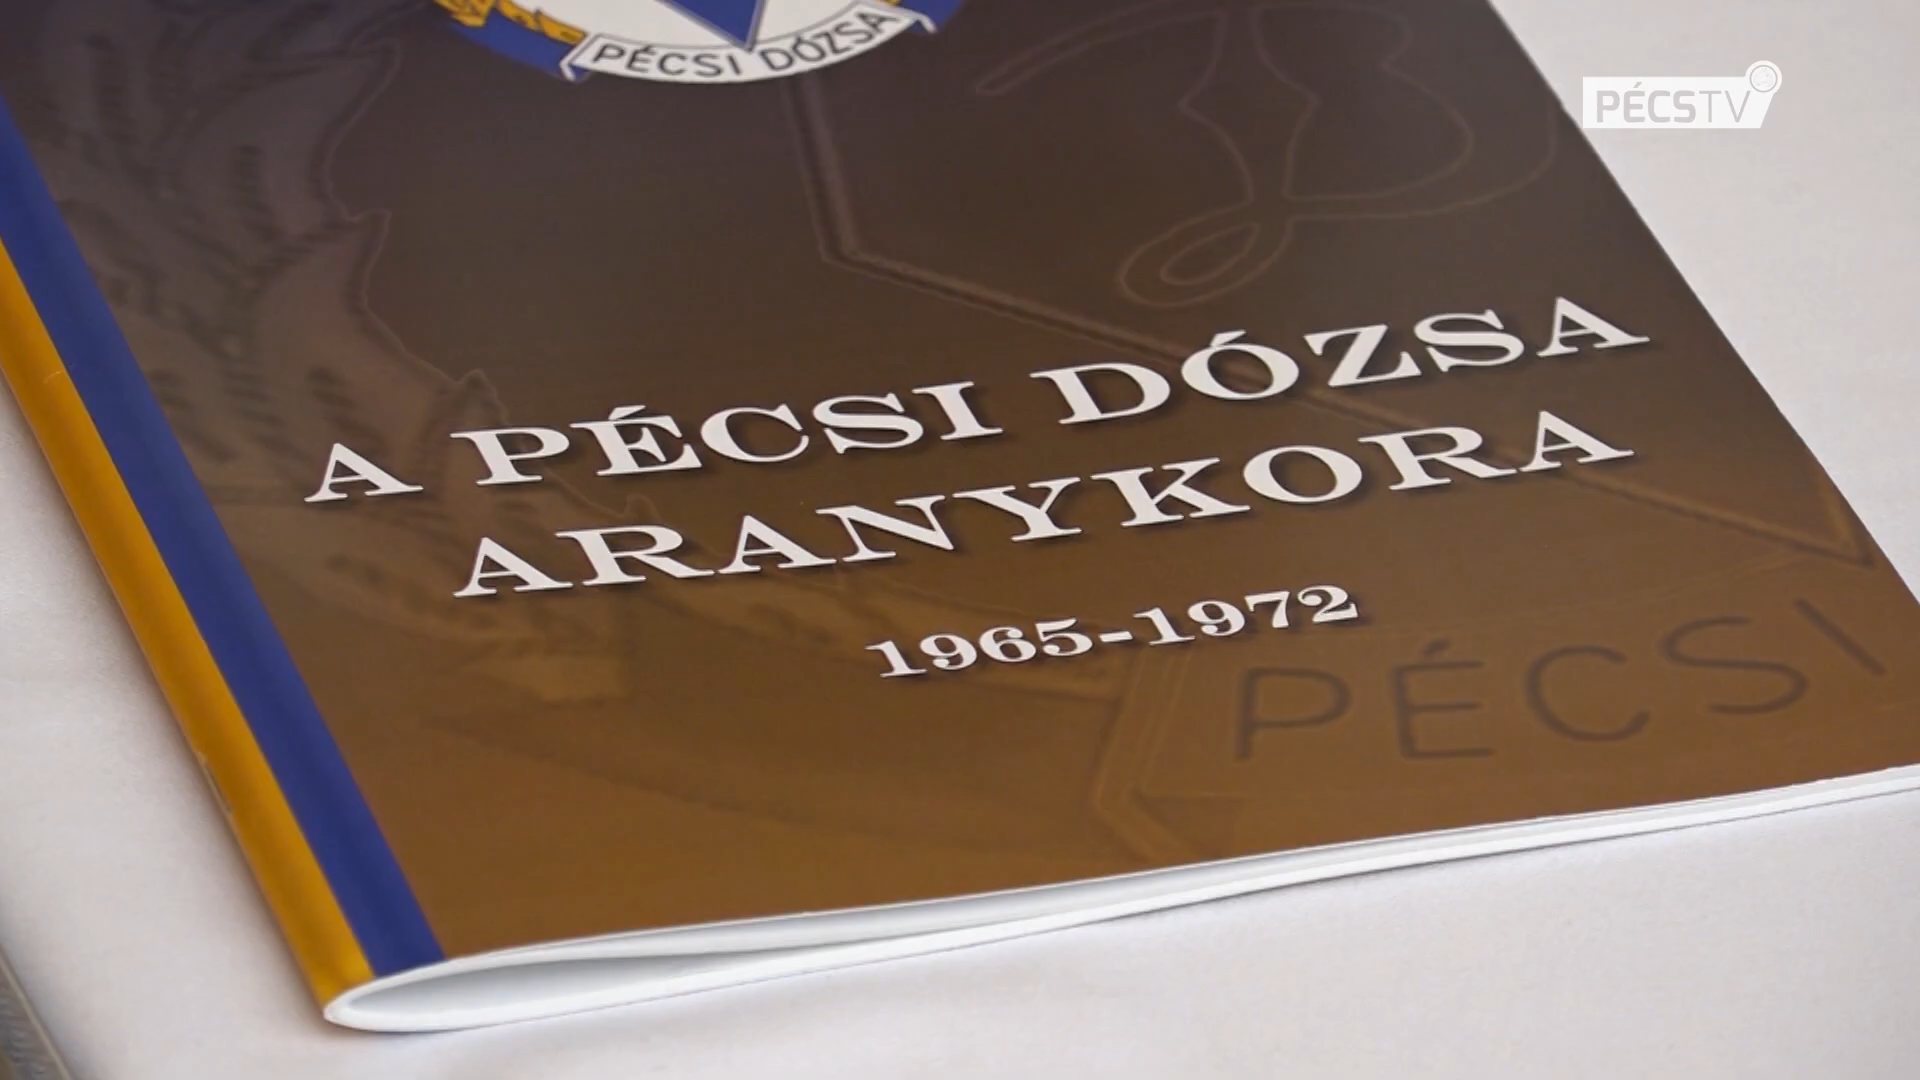 PÉCSI DÓZSA
PÉCSTV
A PÉCSI DÓZSA
ARANYKORA
1965-1972
PÉCSI